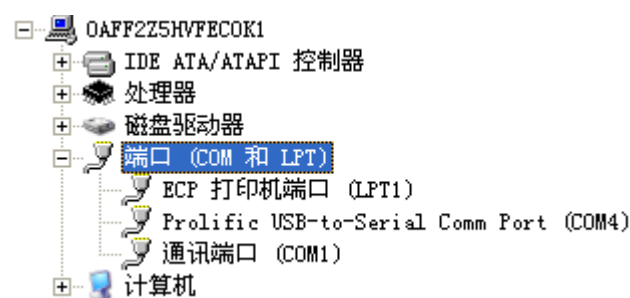 OAFF2Z5HVFECOK1
IDE ATA/ATAPI 控制器
处理器
磁盘驱动器
端口 (COM 和 LPT)
ECP 打印机端口 (LPT1)
Prolific USB-to-Serial Comm Port (COM4)
通讯端口 (COM1)
计算机